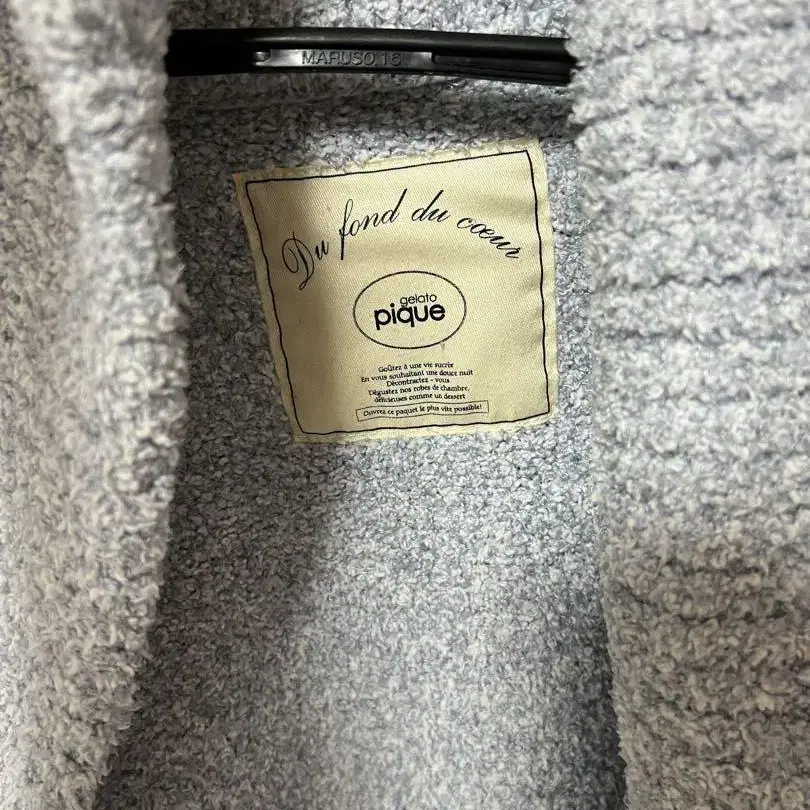 MARUSO 16
Du fond du cœur
gelato
pique
Goûtez à une vie sucrée
En vous souhaitant une douce nuit
Décontractez - vous
Dégustez nos robes de chambre,
délicieuses comme un dessert
Ouvrez ce paquet le plus vite possible!